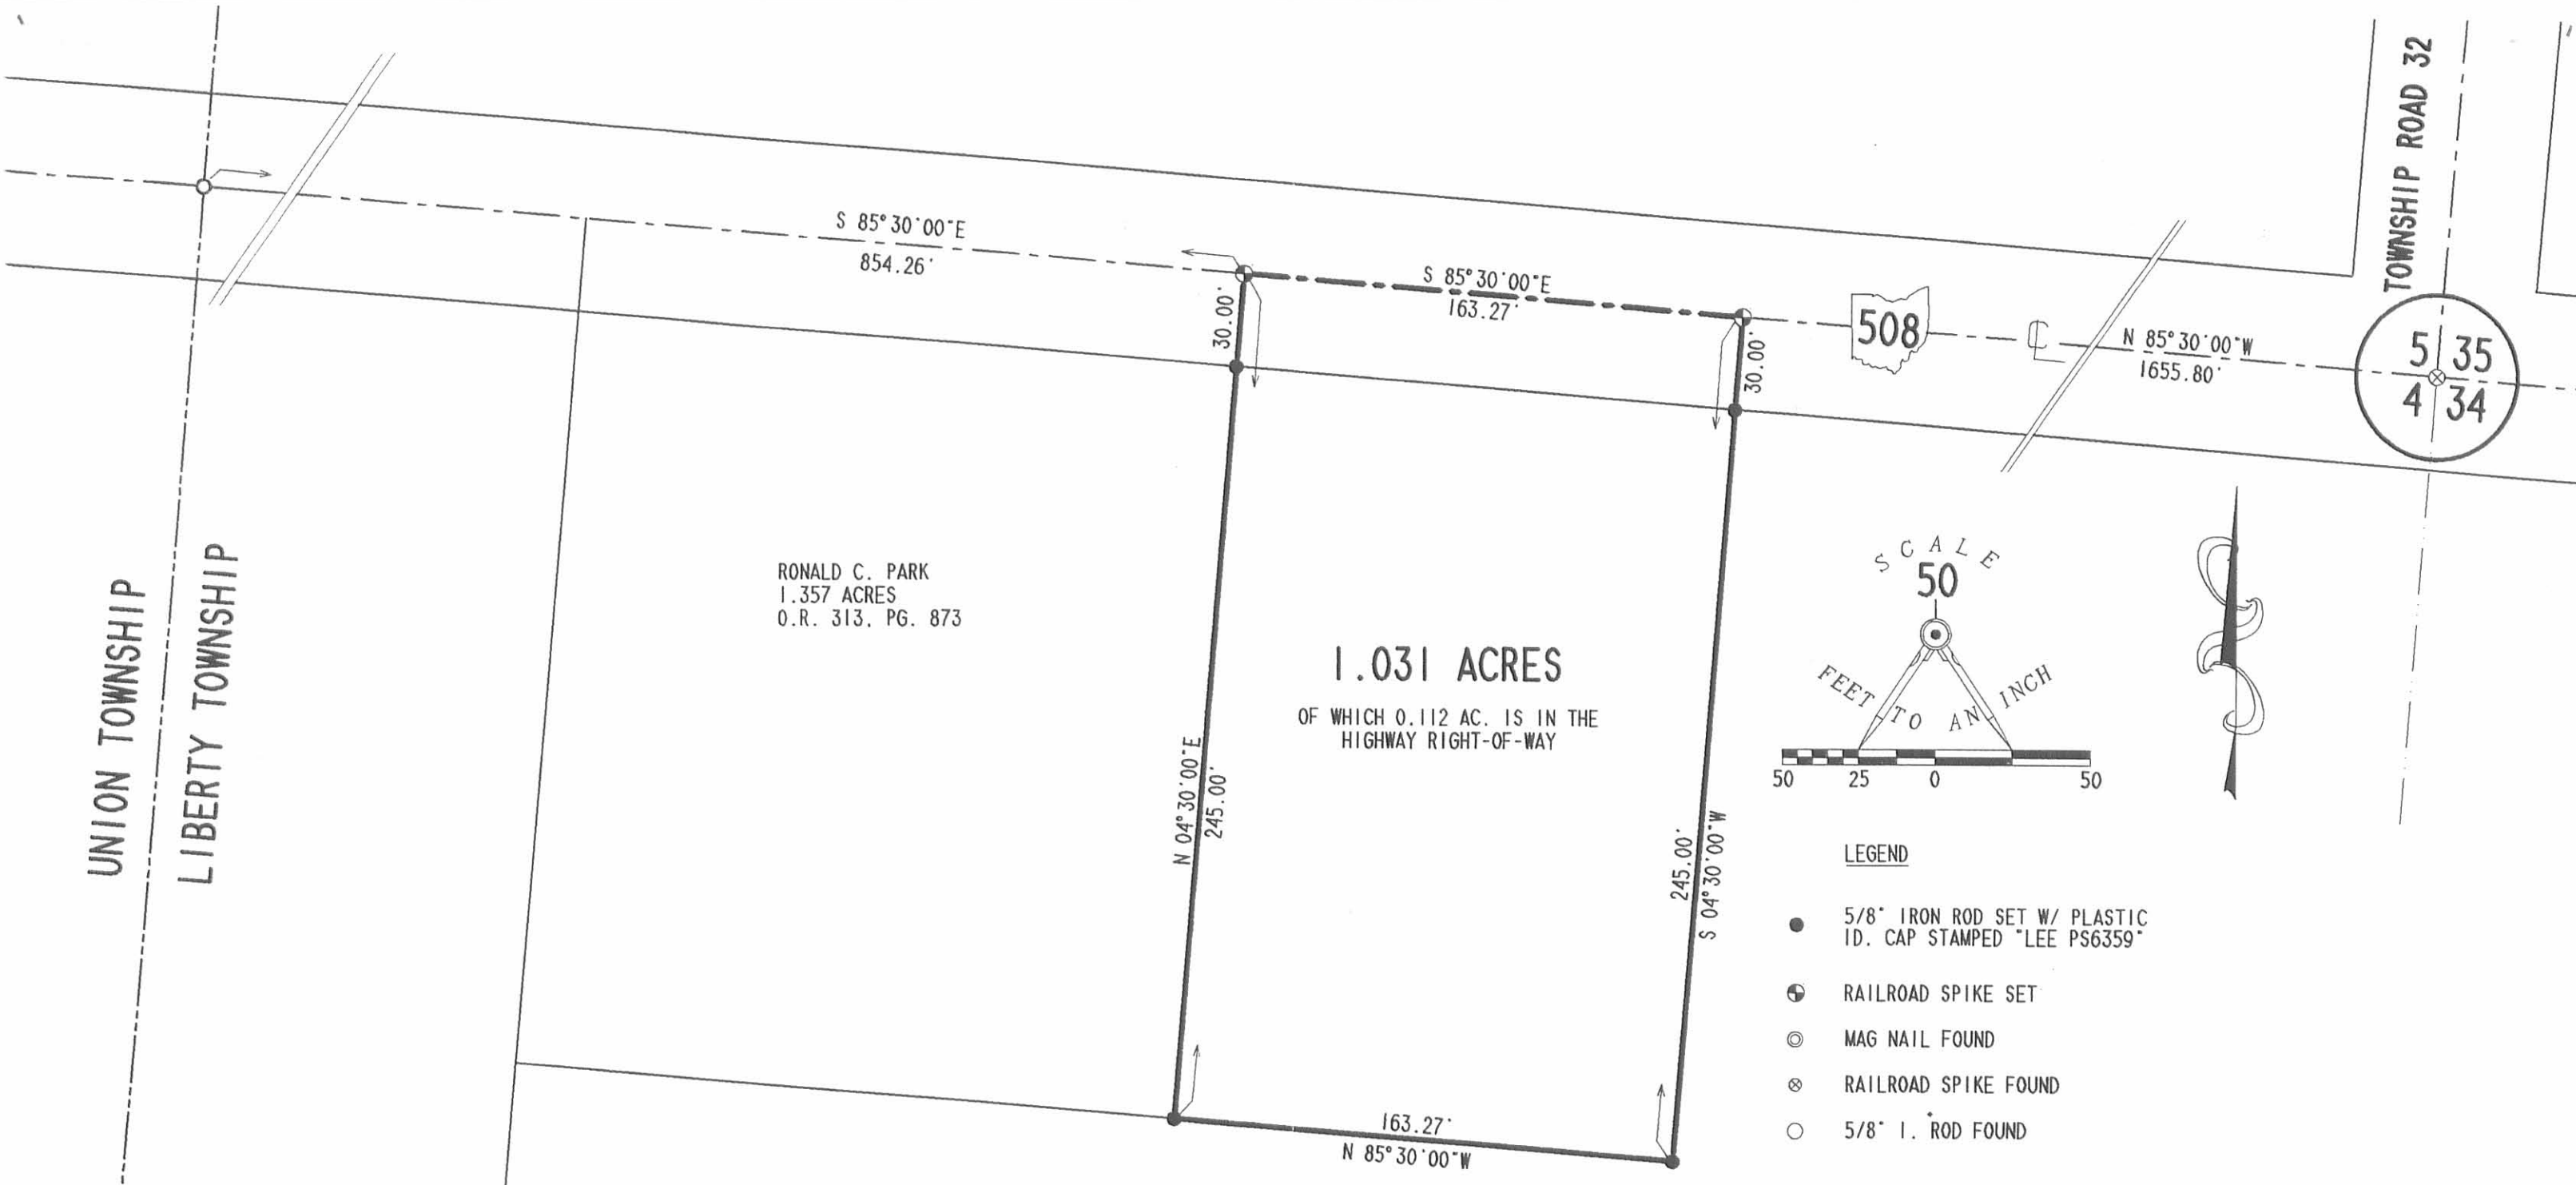 TOWNSHIP ROAD 32
S 85°30'00"E
854.26'
S 85°30'00"E
163.27'
30.00'
30.00'
508
CL
N 85°30'00"W
1655.80'
5 35
4 34
UNION TOWNSHIP
LIBERTY TOWNSHIP
RONALD C. PARK
1.357 ACRES
O.R. 313, PG. 873
1.031 ACRES
OF WHICH 0.112 AC. IS IN THE
HIGHWAY RIGHT-OF-WAY
N 04°30'00"E
245.00'
245.00'
S 04°30'00"W
163.27'
N 85°30'00"W
SCALE
50
FEET TO AN INCH
50 25 0 50
LEGEND
5/8" IRON ROD SET W/ PLASTIC
ID. CAP STAMPED "LEE PS6359"
RAILROAD SPIKE SET
MAG NAIL FOUND
RAILROAD SPIKE FOUND
5/8" I. ROD FOUND